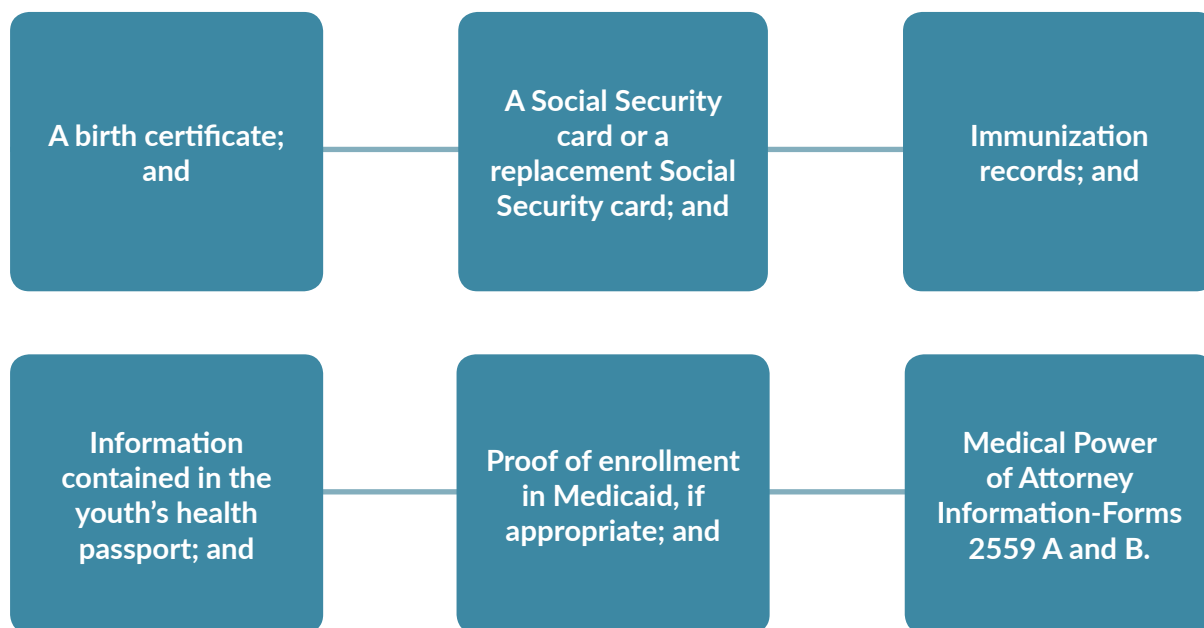 A birth certificate;
and
A Social Security
card or a
replacement Social
Security card; and
Immunization
records; and
Information
contained in the
youth’s health
passport; and
Proof of enrollment
in Medicaid, if
appropriate; and
Medical Power
of Attorney
Information-Forms
2559 A and B.